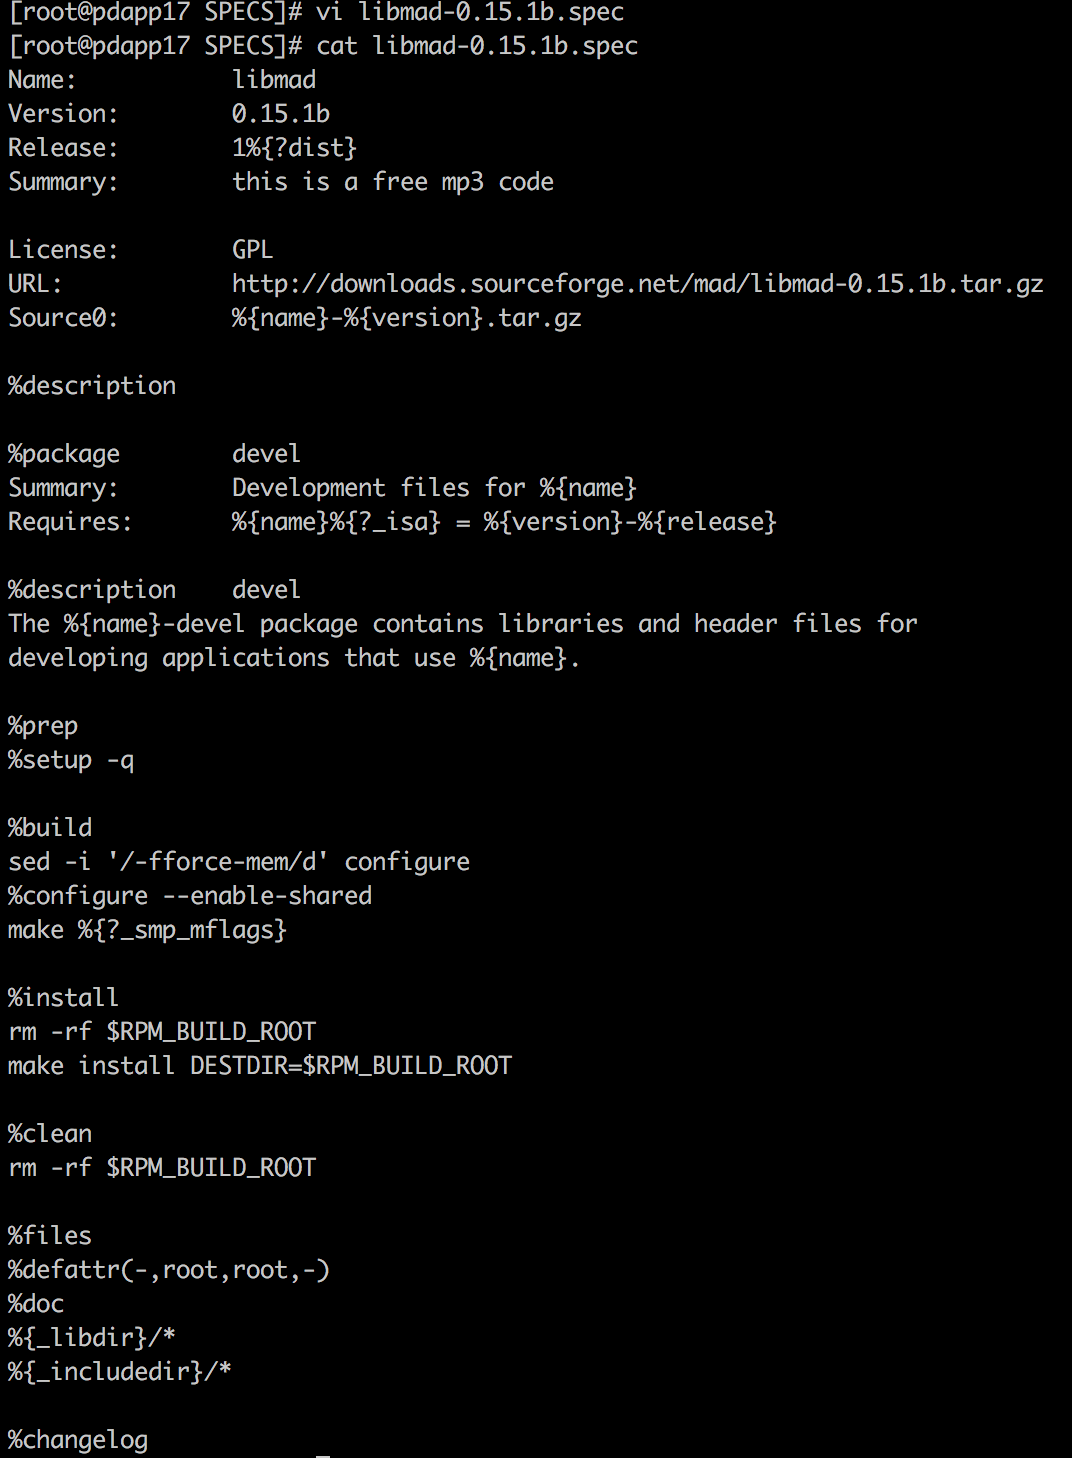 [root@pdapp17 SPECS]# vi libmad-0.15.1b.spec
[root@pdapp17 SPECS]# cat libmad-0.15.1b.spec
Name:           libmad
Version:        0.15.1b
Release:        1%{?dist}
Summary:        this is a free mp3 code
License:        GPL
URL:            http://downloads.sourceforge.net/mad/libmad-0.15.1b.tar.gz
Source0:        %{name}-%{version}.tar.gz
%description
%package        devel
Summary:        Development files for %{name}
Requires:       %{name}%{?_isa} = %{version}-%{release}
%description    devel
The %{name}-devel package contains libraries and header files for
developing applications that use %{name}.
%prep
%setup -q
%build
sed -i '/-fforce-mem/d' configure
%configure --enable-shared
make %{?_smp_mflags}
%install
rm -rf $RPM_BUILD_ROOT
make install DESTDIR=$RPM_BUILD_ROOT
%clean
rm -rf $RPM_BUILD_ROOT
%files
%defattr(-,root,root,-)
%doc
%{_libdir}/*
%{_includedir}/*
%changelog